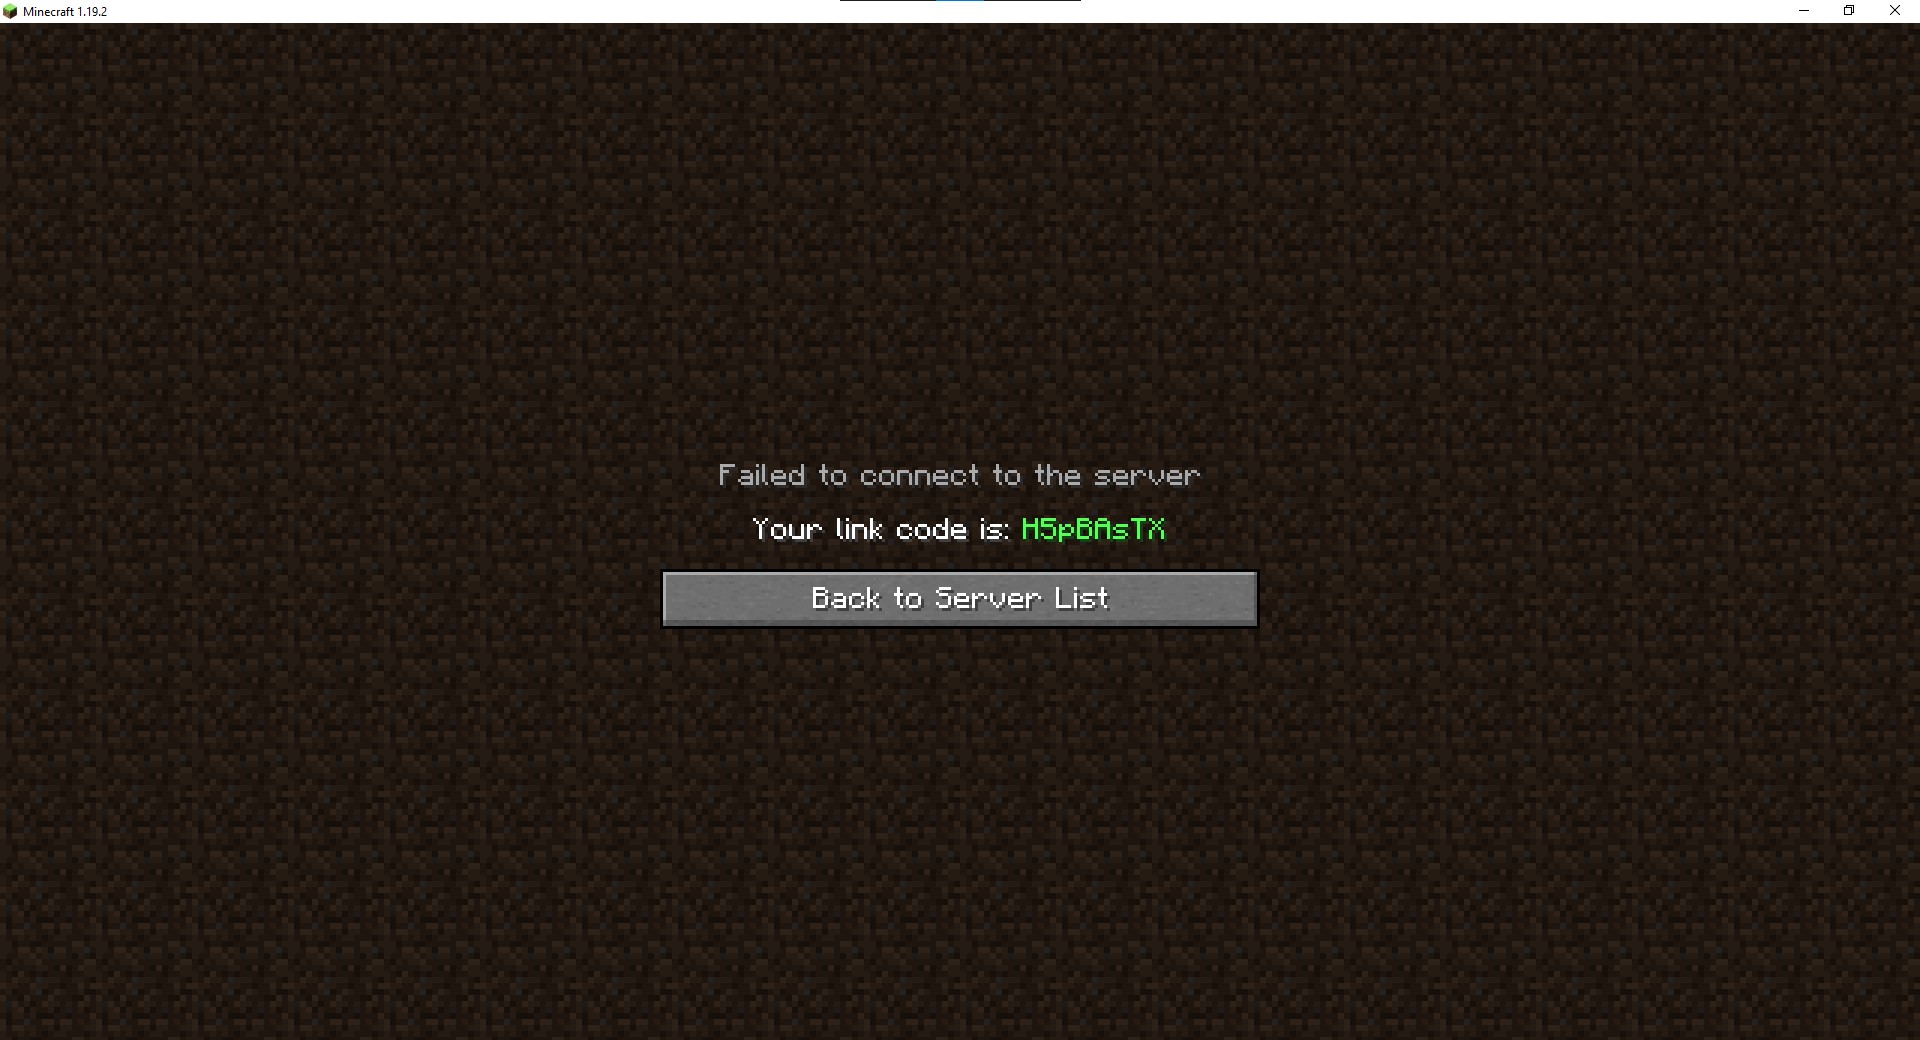 Minecraft 1.19.2
Failed to connect to the server
Your link code is: H5pBAsTX
Back to Server List